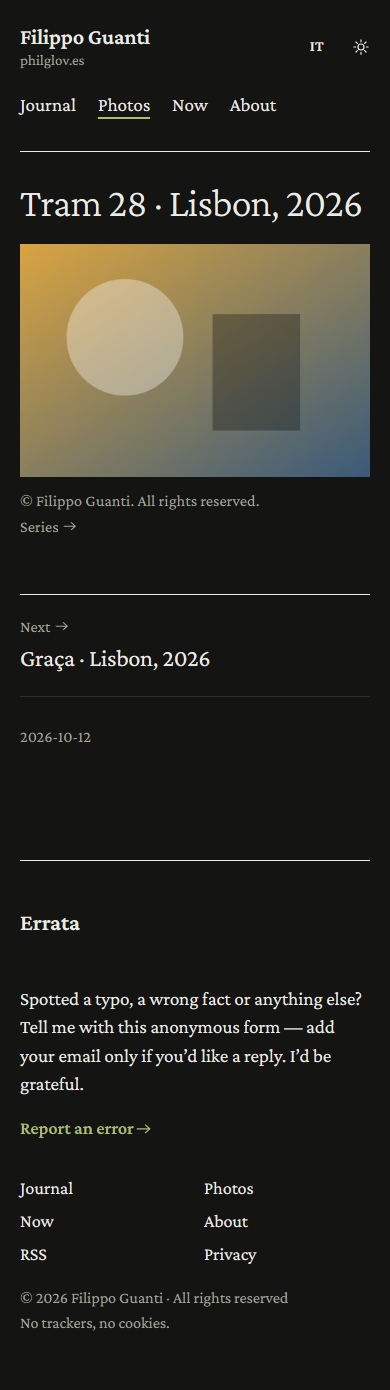 Filippo Guanti
philglov.es
IT
Journal Photos Now About
Tram 28 · Lisbon, 2026
© Filippo Guanti. All rights reserved.
Series →
Next →
Graça · Lisbon, 2026
2026-10-12
Errata
Spotted a typo, a wrong fact or anything else?
Tell me with this anonymous form — add
your email only if you’d like a reply. I’d be
grateful.
Report an error →
Journal Photos
Now About
RSS Privacy
© 2026 Filippo Guanti · All rights reserved
No trackers, no cookies.